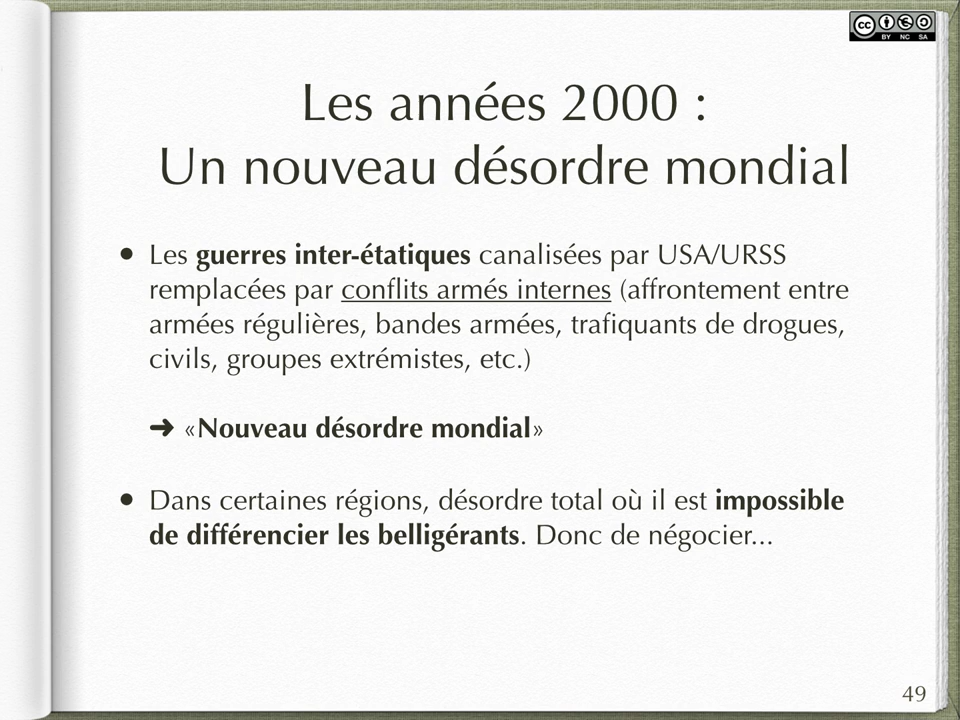 cc BY NC SA
Les années 2000 :
Un nouveau désordre mondial
• Les guerres inter-étatiques canalisées par USA/URSS
remplacées par conflits armés internes (affrontement entre
armées régulières, bandes armées, trafiquants de drogues,
civils, groupes extrémistes, etc.)
➜ «Nouveau désordre mondial»
• Dans certaines régions, désordre total où il est impossible
de différencier les belligérants. Donc de négocier...
49